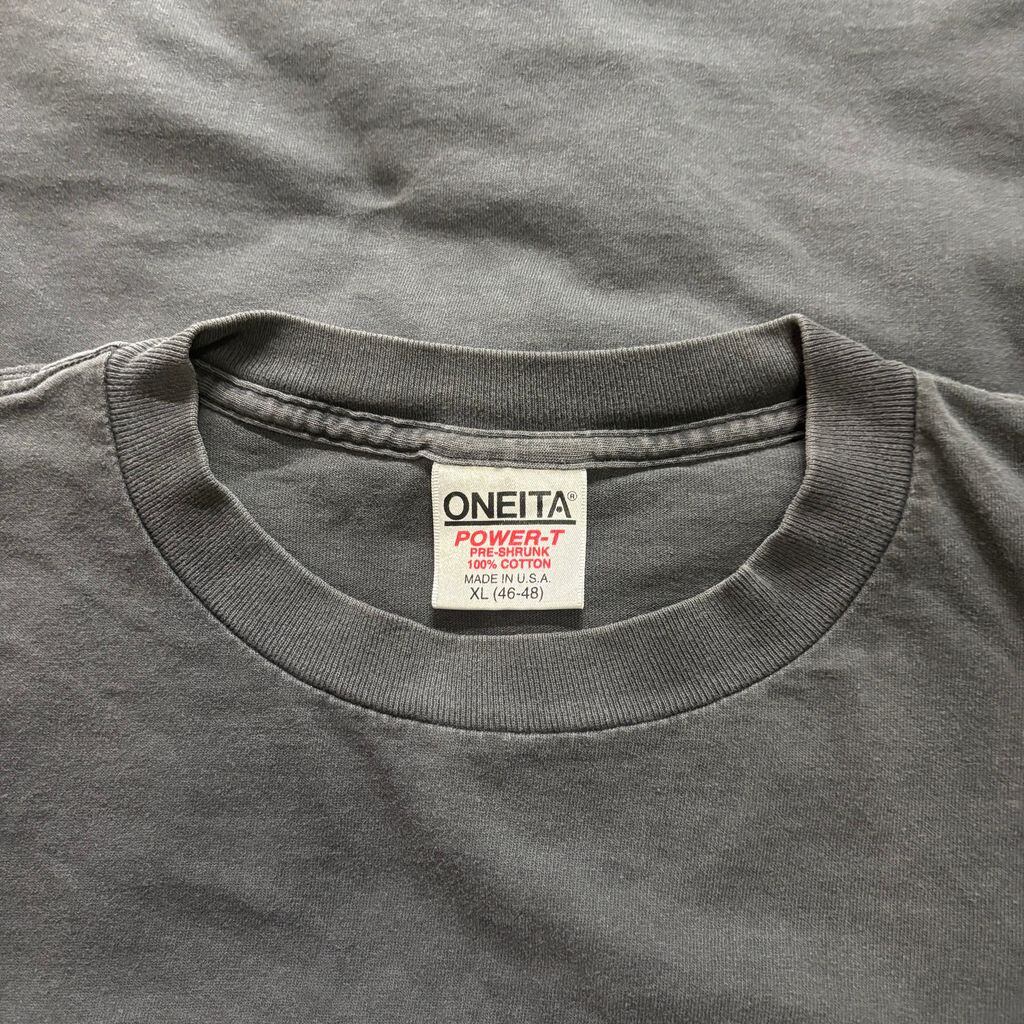 ONEITA®
POWER-T
PRE-SHRUNK
100% COTTON
MADE IN U.S.A.
XL (46-48)